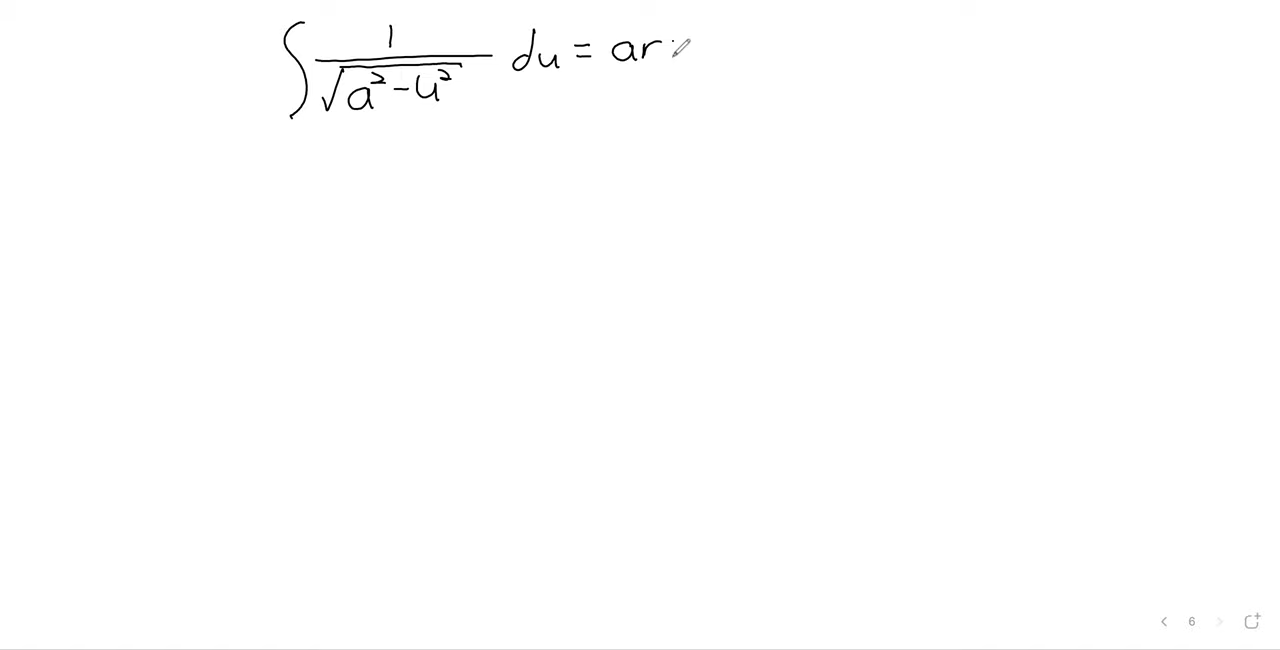 ∫ 1/√(a² - u²) du = ar
6